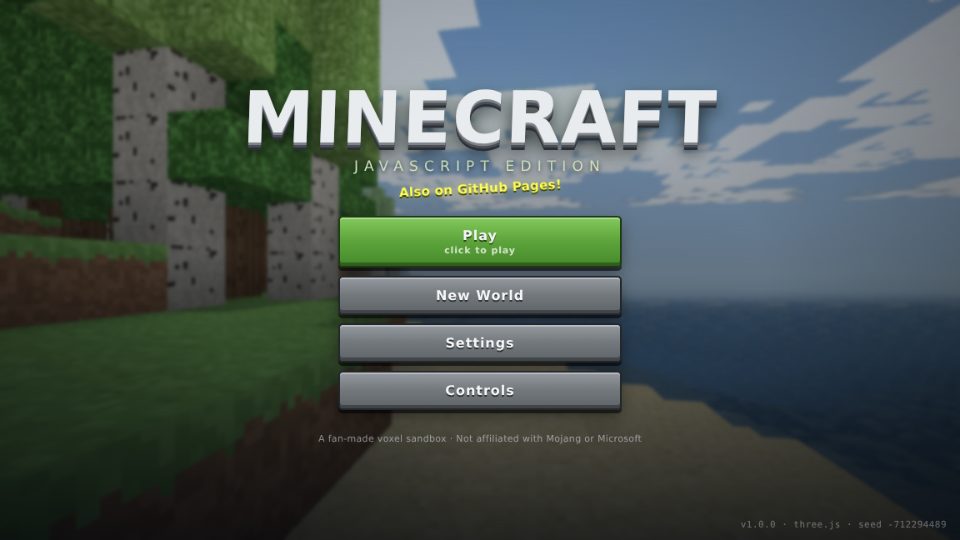 MINECRAFT
JAVASCRIPT EDITION
Also on GitHub Pages!
Play
click to play
New World
Settings
Controls
A fan-made voxel sandbox · Not affiliated with Mojang or Microsoft
v1.0.0 · three.js · seed -712294489